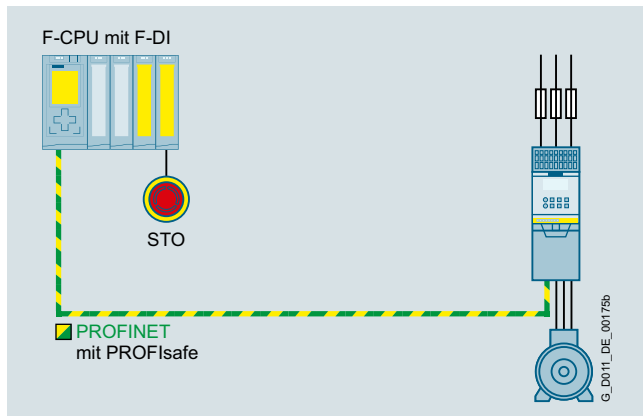 F-CPU mit F-DI
STO
PROFINET
mit PROFIsafe
G_D011_DE_00175b